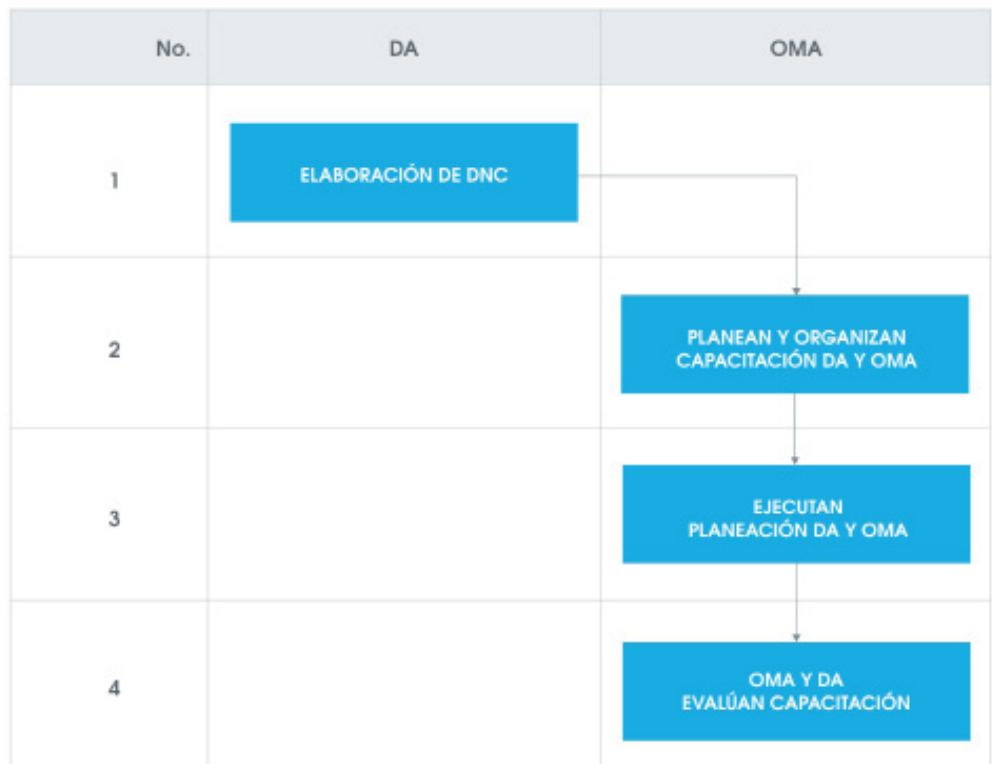 No. DA OMA
1 ELABORACIÓN DE DNC
2 PLANEAN Y ORGANIZAN
CAPACITACIÓN DA Y OMA
3 EJECUTAN
PLANEACIÓN DA Y OMA
4 OMA Y DA
EVALÚAN CAPACITACIÓN